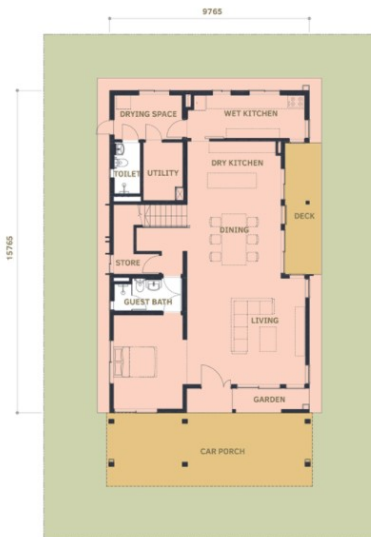 9765
DRYING SPACE
WET KITCHEN
DRY KITCHEN
TOILET
UTILITY
DECK
DINING
15765
STORE
GUEST BATH
LIVING
GARDEN
CAR PORCH